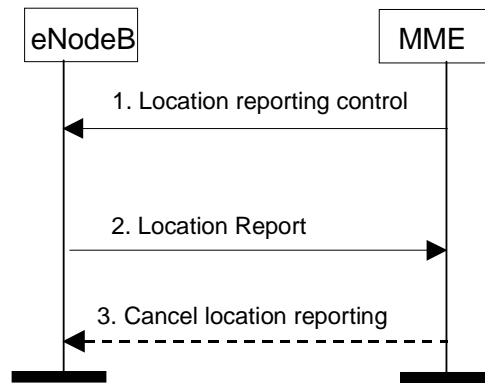 eNodeB
MME
1. Location reporting control
2. Location Report
3. Cancel location reporting